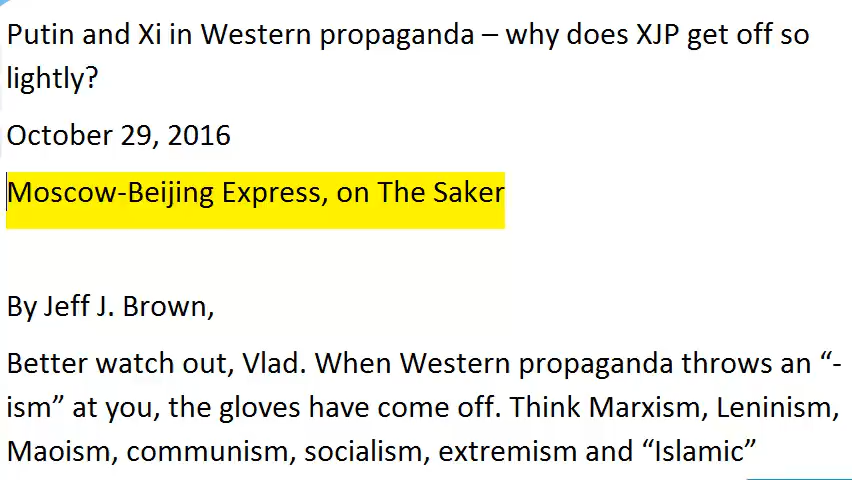 Putin and Xi in Western propaganda – why does XJP get off so
lightly?
October 29, 2016
Moscow-Beijing Express, on The Saker
By Jeff J. Brown,
Better watch out, Vlad. When Western propaganda throws an “-
ism” at you, the gloves have come off. Think Marxism, Leninism,
Maoism, communism, socialism, extremism and “Islamic”